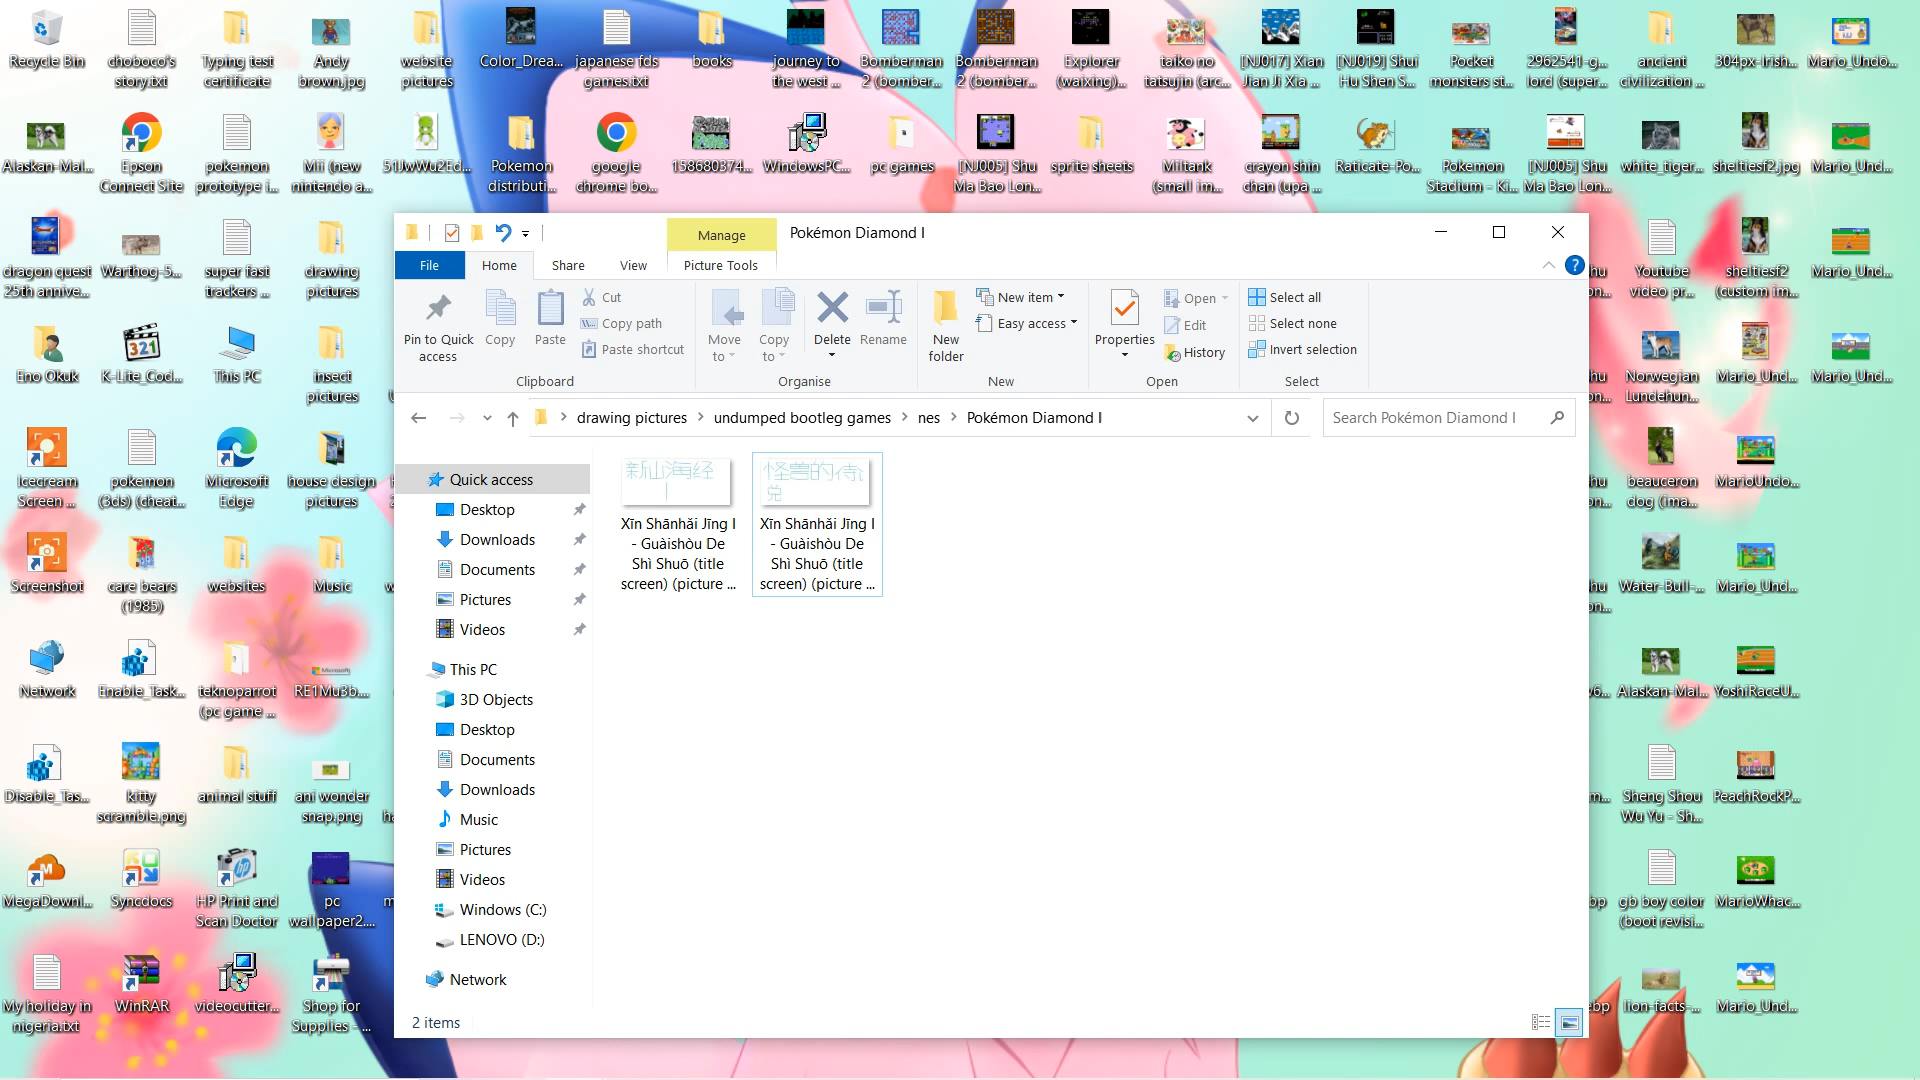 Recycle Bin
choboco's story.txt
Typing test certificate
Andy brown.jpg
website pictures
Color_Drea...
japanese fds games.txt
books
journey to the west ...
Bomberman 2 (bomber...
Bomberman 2 (bomber...
Explorer (waixing)...
taiko no tatsujin (arc...
[NJ017] Xian Jian Ji Xia ...
[NJ019] Shui Hu Shen S...
Pocket monsters st...
2962541-g... lord (super...
ancient civilization ...
304px-Irish...
Mario_Undo...
Alaskan-Mal...
Epson Connect Site
pokemon prototype i...
Mii (new nintendo a...
51JwWu2Ed...
Pokemon distributi...
google chrome bo...
158680374...
WindowsPC...
pc games
[NJ005] Shu Ma Bao Lon...
sprite sheets
Miltank (small im...
crayon shin chan (upa ...
Raticate-Po...
Pokemon Stadium - Ki...
[NJ005] Shu Ma Bao Lon...
white_tiger...
sheltiesf2.jpg
Mario_Und...
dragon quest 25th annive...
Warthog-5...
super fast trackers ...
drawing pictures
Youtube video pr...
sheltiesf2 (custom im...
Mario_Und...
Eno Okuk
K-Lite_Cod...
This PC
insect pictures
Norwegian Lundehun...
Mario_Und...
Mario_Und...
Icecream Screen ...
pokemon (3ds) (cheat...
Microsoft Edge
house design pictures
beauceron dog (ima...
MarioUndo...
Screenshot
care bears (1985)
websites
Music
Water-Bull-...
Mario_Und...
Network
Enable_Task...
teknoparrot (pc game ...
RE1Mu3b...
Alaskan-Mal...
YoshiRaceU...
Disable_Tas...
kitty scramble.png
animal stuff
ani wonder snap.png
Sheng Shou Wu Yu - Sh...
PeachRockP...
MegaDownl...
Syncdocs
HP Print and Scan Doctor
pc wallpaper2....
gb boy color (boot revisi...
MarioWhac...
My holiday in nigeria.txt
WinRAR
videocutter...
Shop for Supplies - ...
lion-facts-...
Mario_Und...
Manage
Pokémon Diamond I
File
Home
Share
View
Picture Tools
Pin to Quick access
Copy
Paste
Cut
Copy path
Paste shortcut
Clipboard
Move to
Copy to
Delete
Rename
Organise
New folder
New item
Easy access
New
Properties
Open
Edit
History
Open
Select all
Select none
Invert selection
Select
drawing pictures
undumped bootleg games
nes
Pokémon Diamond I
Search Pokémon Diamond I
Quick access
Desktop
Downloads
Documents
Pictures
Videos
This PC
3D Objects
Desktop
Documents
Downloads
Music
Pictures
Videos
Windows (C:)
LENOVO (D:)
Network
新山海经
I
Xīn Shānhǎi Jīng I
- Guàishòu De
Shì Shuō (title
screen) (picture ...
怪兽的侍
兑
Xīn Shānhǎi Jīng I
- Guàishòu De
Shì Shuō (title
screen) (picture ...
2 items